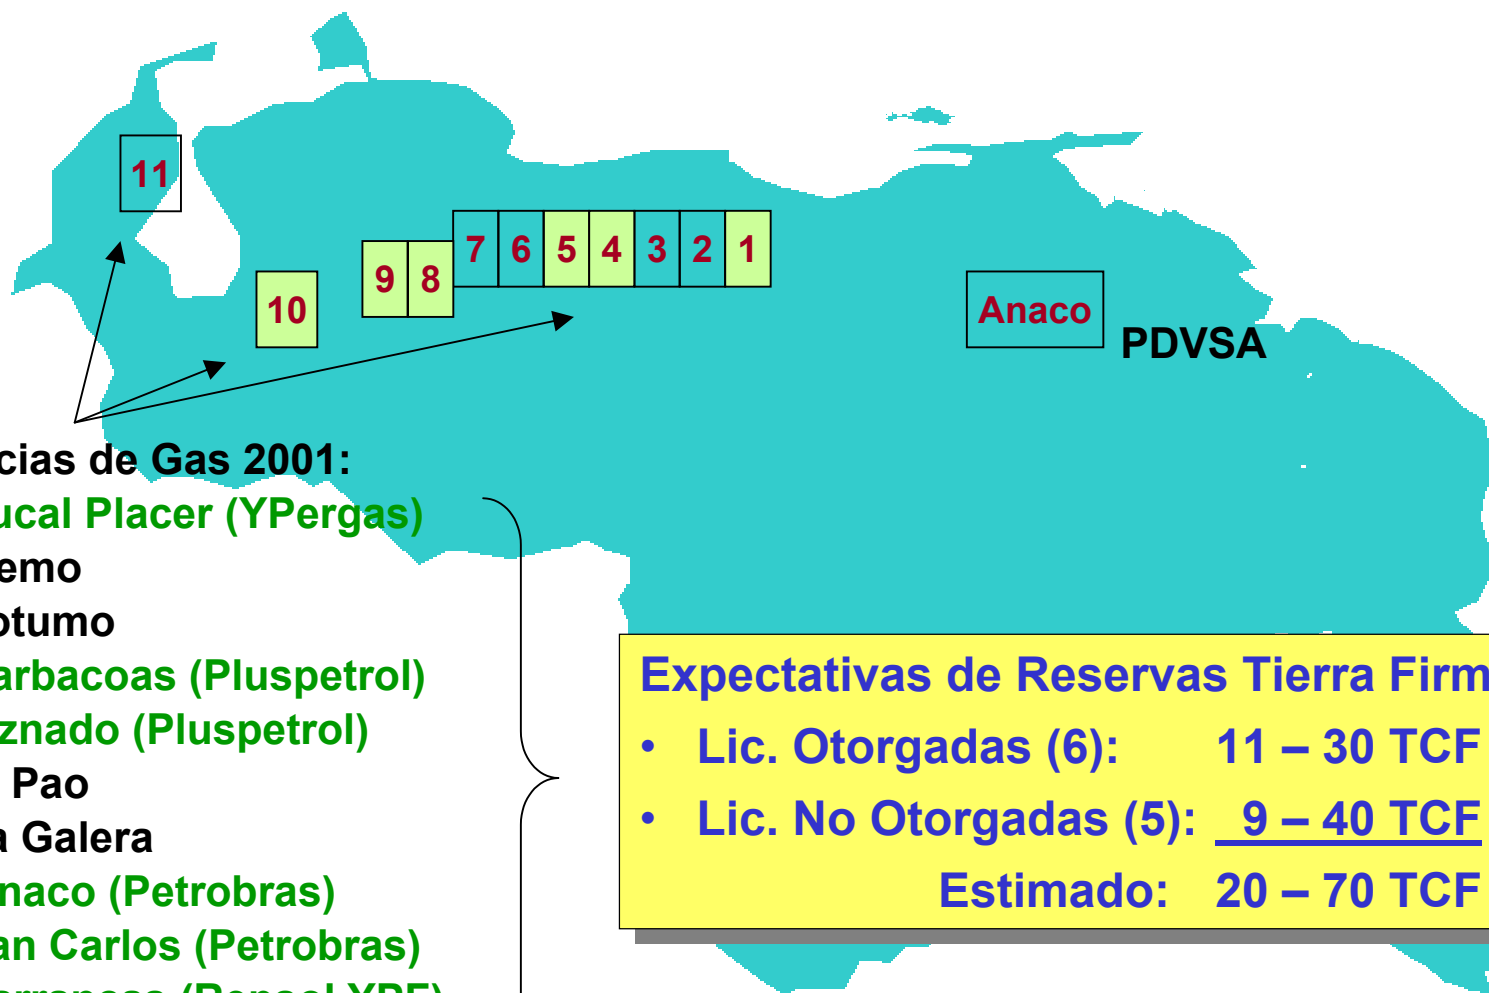 11
7 6 5 4 3 2 1
9 8
10
Anaco
PDVSA
cias de Gas 2001:
ucal Placer (YPergas)
emo
otumo
arbacoas (Pluspetrol)
znado (Pluspetrol)
Pao
a Galera
naco (Petrobras)
an Carlos (Petrobras)
(Repsol YPF)
Expectativas de Reservas Tierra Firm
• Lic. Otorgadas (6): 11 – 30 TCF
• Lic. No Otorgadas (5): 9 – 40 TCF
Estimado: 20 – 70 TCF